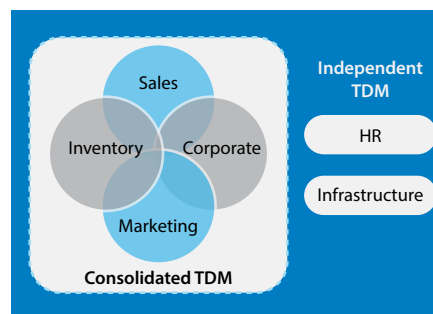 Sales
Inventory
Corporate
Marketing
Consolidated TDM
Independent
TDM
HR
Infrastructure